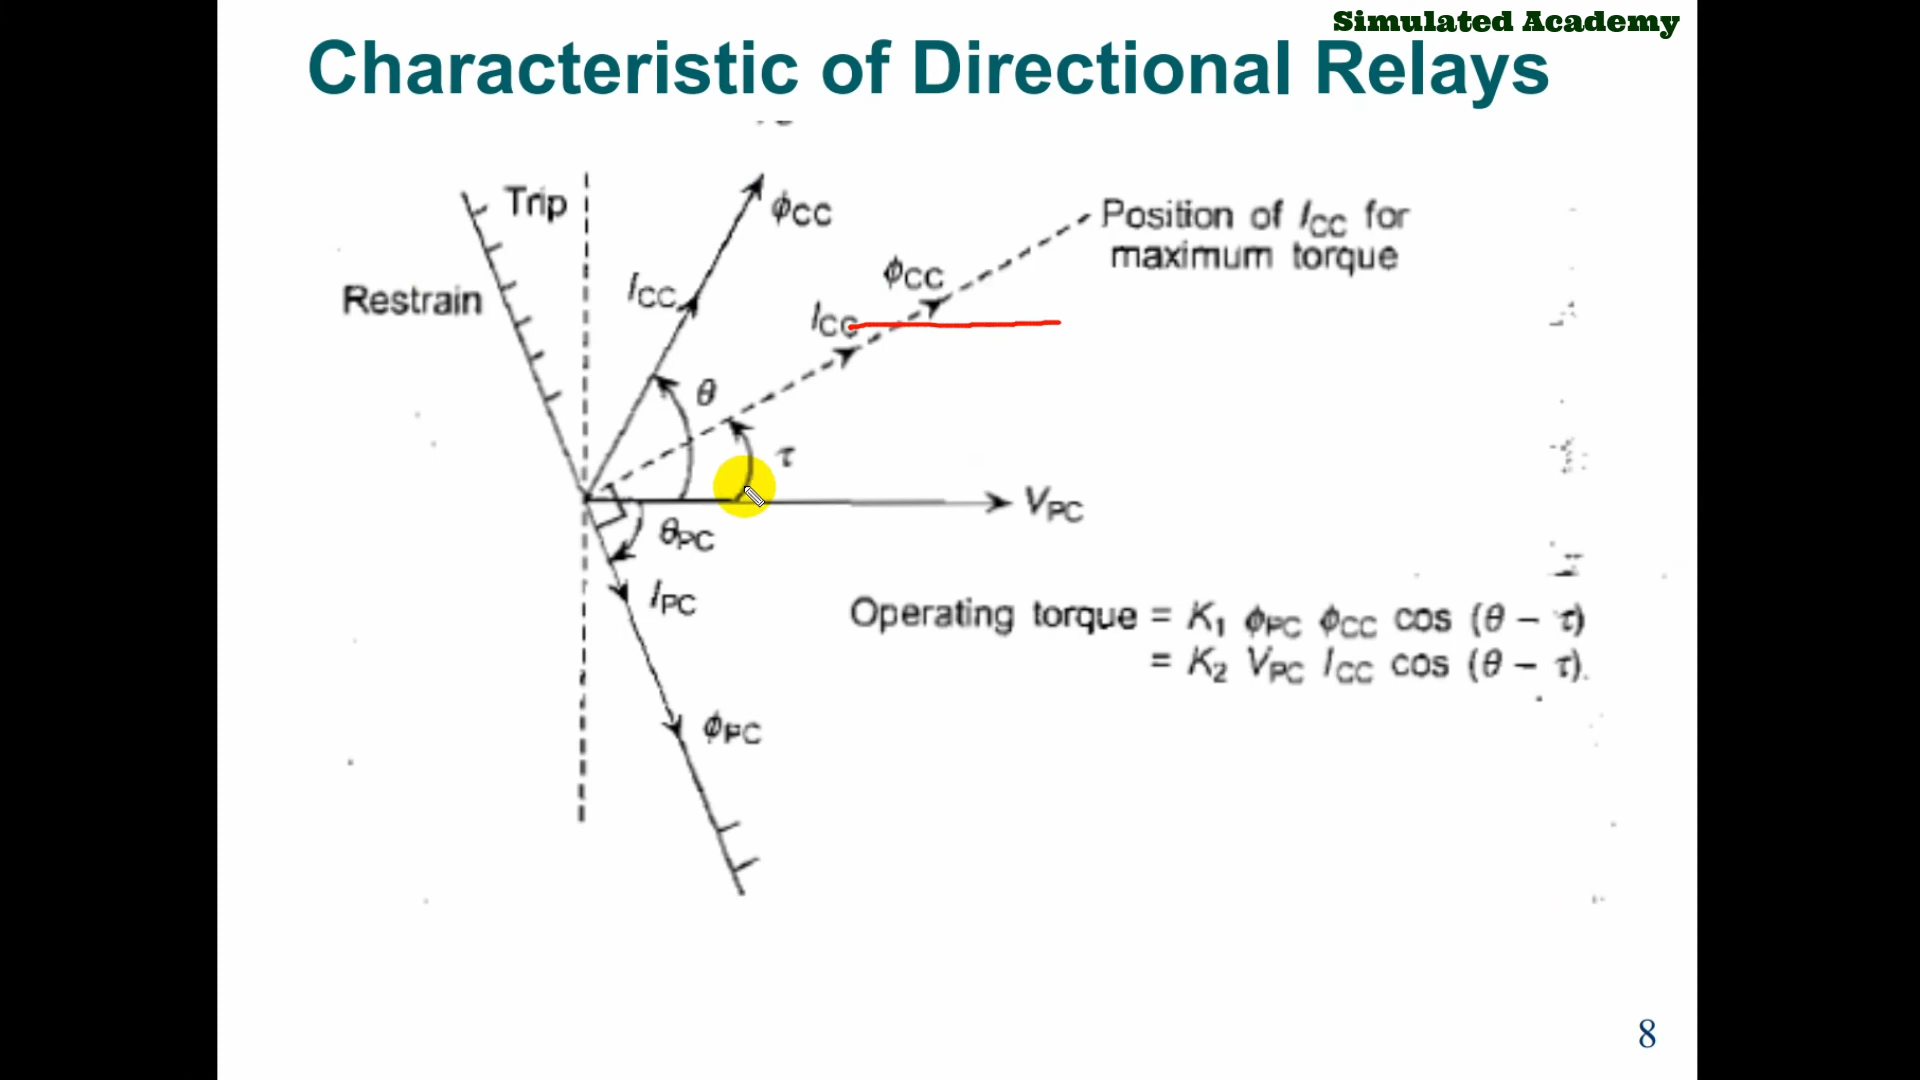 Simulated Academy
Characteristic of Directional Relays
Trip
ϕCC
Position of ICC for
maximum torque
Restrain
ICC
ϕCC
ICC
θ
τ
VPC
θPC
IPC
Operating torque = K1 ϕPC ϕCC cos (θ – τ)
= K2 VPC ICC cos (θ – τ).
ϕPC
8